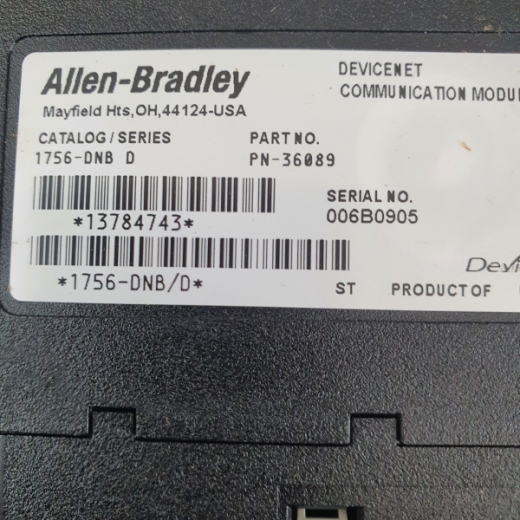 Allen-Bradley
Mayfield Hts,OH,44124-USA
DEVICENET
COMMUNICATION MODU
CATALOG / SERIES
1756-DNB D
PART NO.
PN-36089
*13784743*
SERIAL NO.
006B0905
*1756-DNB/D*
ST PRODUCT OF